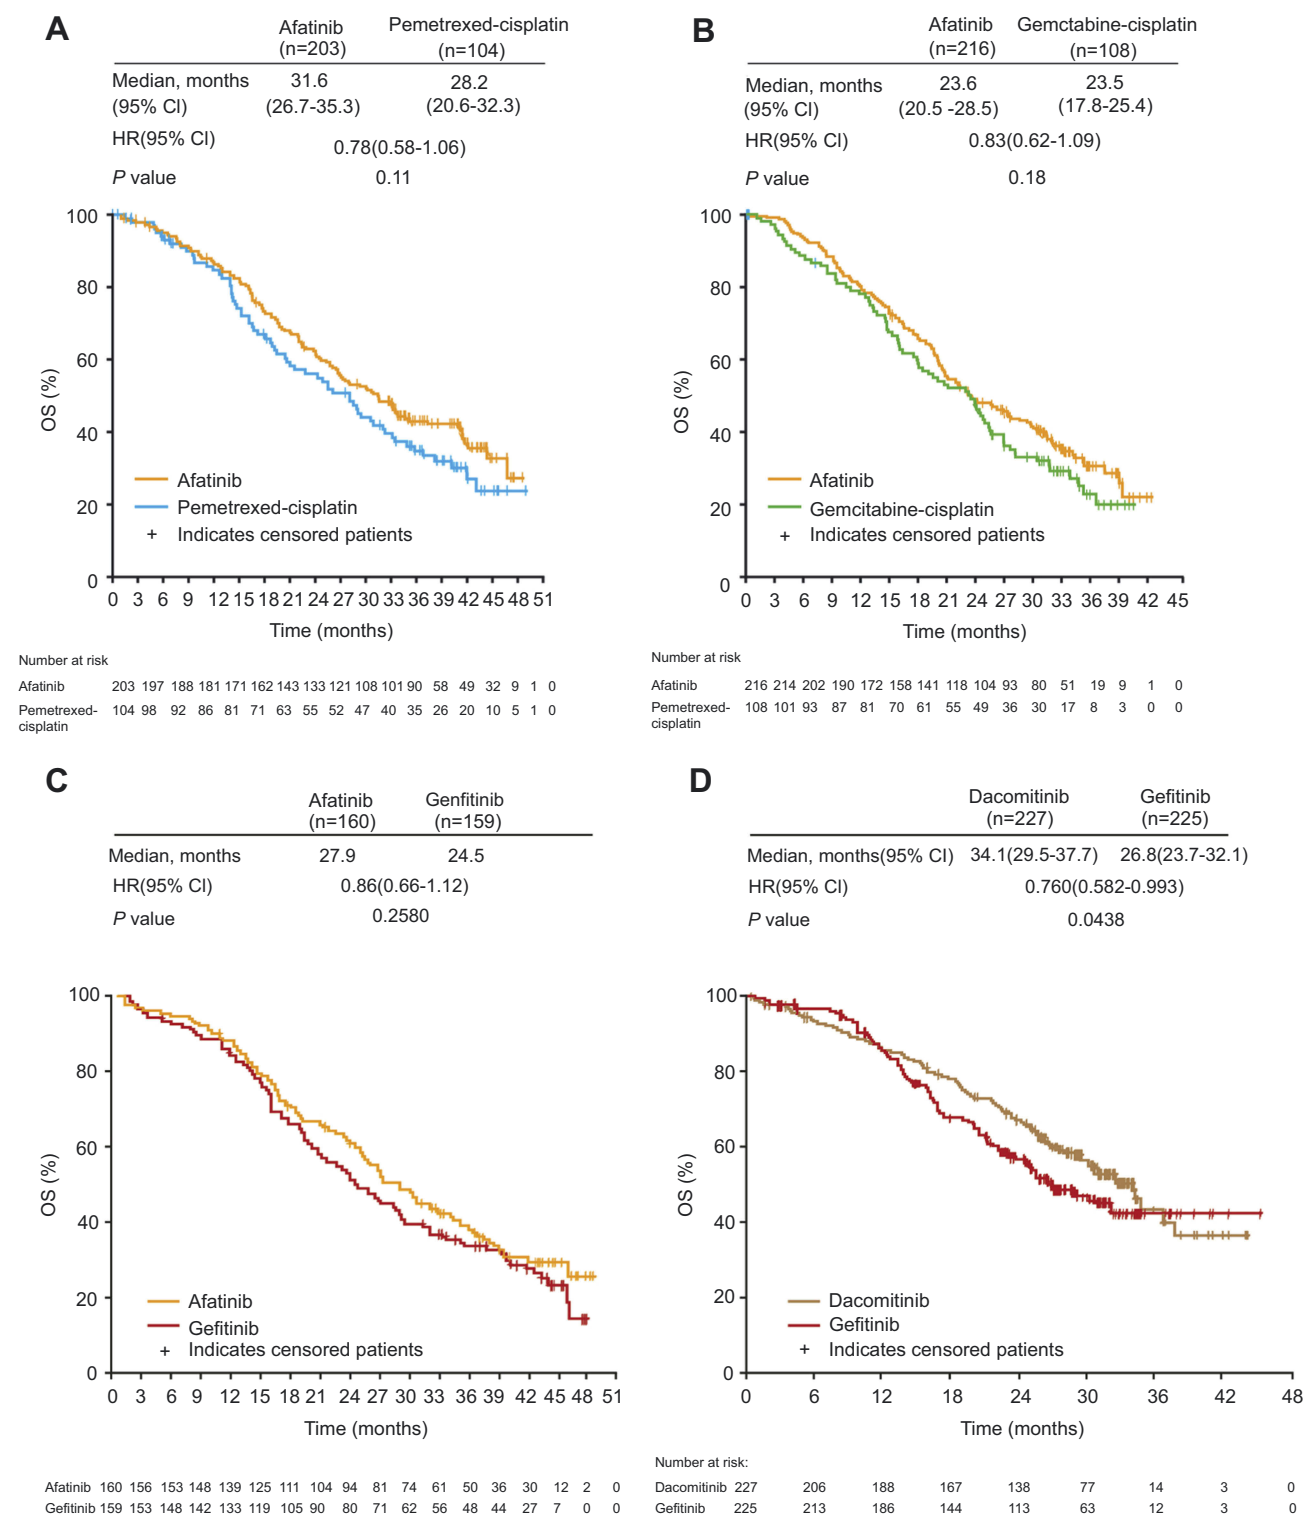 A
Afatinib Pemetrexed-cisplatin
(n=203) (n=104)
Median, months 31.6 28.2
(95% CI) (26.7-35.3) (20.6-32.3)
HR(95% CI) 0.78(0.58-1.06)
P value 0.11
100
80
60
40
20
0
OS (%)
Afatinib
Pemetrexed-cisplatin
+ Indicates censored patients
0 3 6 9 12 15 18 21 24 27 30 33 36 39 42 45 48 51
Time (months)
Number at risk
Afatinib 203 197 188 181 171 162 143 133 121 108 101 90 58 49 32 9 1 0
Pemetrexed- 104 98 92 86 81 71 63 55 52 47 40 35 26 20 10 5 1 0
cisplatin
B
Afatinib Gemctabine-cisplatin
(n=216) (n=108)
Median, months 23.6 23.5
(95% CI) (20.5 -28.5) (17.8-25.4)
HR(95% CI) 0.83(0.62-1.09)
P value 0.18
100
80
60
40
20
0
OS (%)
Afatinib
Gemcitabine-cisplatin
+ Indicates censored patients
0 3 6 9 12 15 18 21 24 27 30 33 36 39 42 45
Time (months)
Number at risk
Afatinib 216 214 202 190 172 158 141 118 104 93 80 51 19 9 1 0
Pemetrexed- 108 101 93 87 81 70 61 55 49 36 30 17 8 3 0 0
cisplatin
C
Afatinib Genfitinib
(n=160) (n=159)
Median, months 27.9 24.5
HR(95% CI) 0.86(0.66-1.12)
P value 0.2580
100
80
60
40
20
0
OS (%)
Afatinib
Gefitinib
+ Indicates censored patients
0 3 6 9 12 15 18 21 24 27 30 33 36 39 42 45 48 51
Time (months)
Afatinib 160 156 153 148 139 125 111 104 94 81 74 61 50 36 30 12 2 0
Gefitinib 159 153 148 142 133 119 105 90 80 71 62 56 48 44 27 7 0 0
D
Dacomitinib Gefitinib
(n=227) (n=225)
Median, months(95% CI) 34.1(29.5-37.7) 26.8(23.7-32.1)
HR(95% CI) 0.760(0.582-0.993)
P value 0.0438
100
80
60
40
20
0
OS (%)
Dacomitinib
Gefitinib
+ Indicates censored patients
0 6 12 18 24 30 36 42 48
Time (months)
Number at risk:
Dacomitinib 227 206 188 167 138 77 14 3 0
Gefitinib 225 213 186 144 113 63 12 3 0